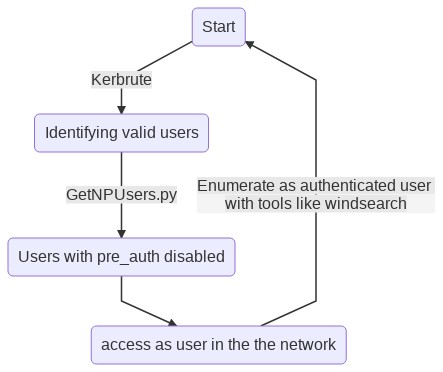 Start
Kerbrute
Identifying valid users
GetNPUsers.py
Enumerate as authenticated user
with tools like windsearch
Users with pre_auth disabled
access as user in the the network